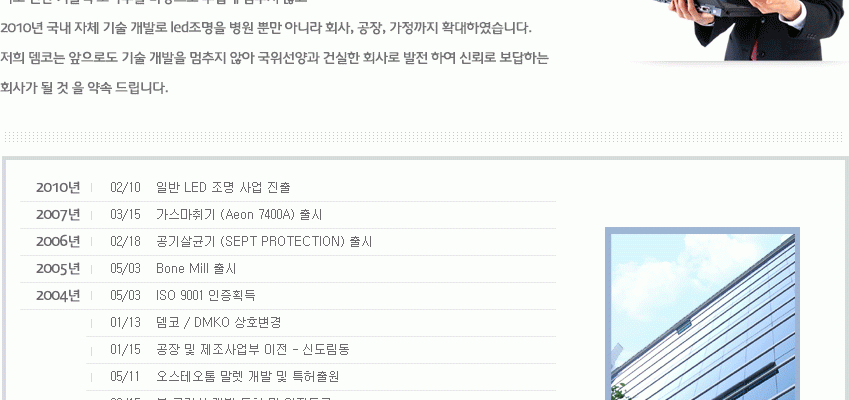 2010년 국내 자체 기술 개발로 led조명을 병원 뿐만 아니라 회사, 공장, 가정까지 확대하였습니다.
저희 뎀코는 앞으로도 기술 개발을 멈추지 않아 국위선양과 건실한 회사로 발전 하여 신뢰로 보답하는
회사가 될 것 을 약속 드립니다.
2010년 02/10 일반 LED 조명 사업 진출
2007년 03/15 가스마취기 (Aeon 7400A) 출시
2006년 02/18 공기살균기 (SEPT PROTECTION) 출시
2005년 05/03 Bone Mill 출시
2004년 05/03 ISO 9001 인증획득
01/13 뎀코 / DMKO 상호변경
01/15 공장 및 제조사업부 이전 - 신도림동
05/11 오스테오톰 말렛 개발 및 특허출원